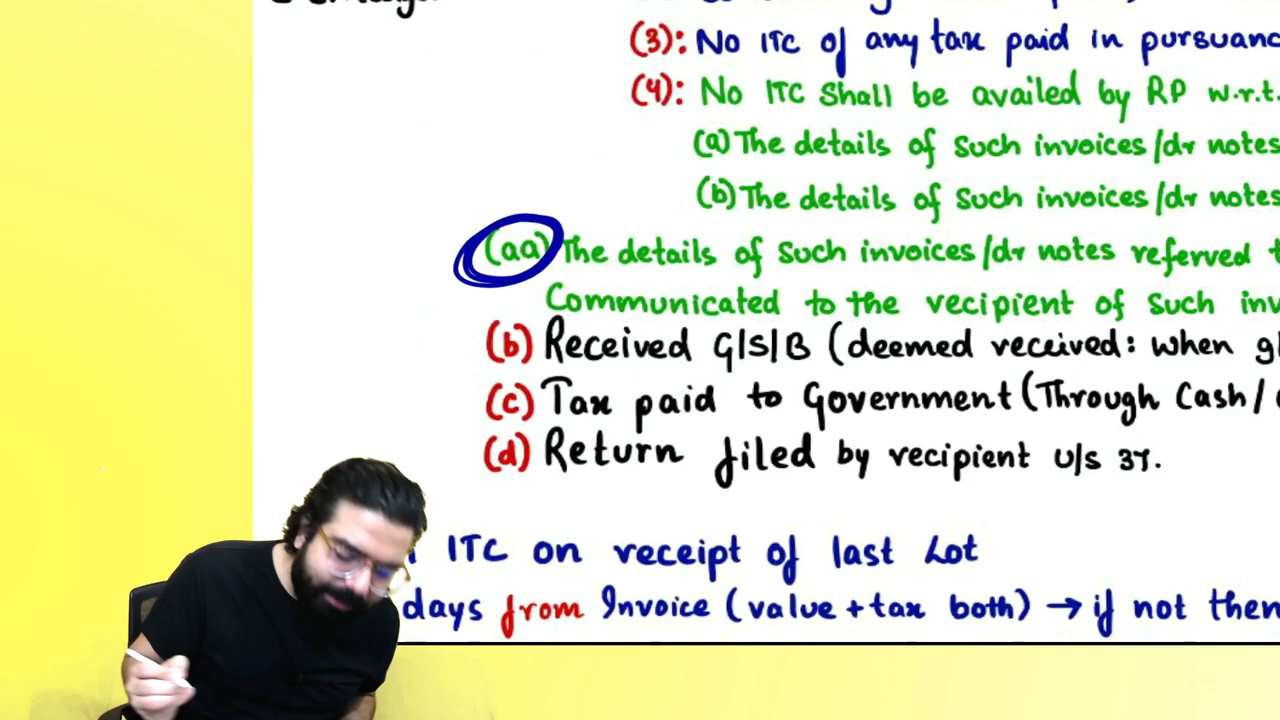 (3): No ITC of any tax paid in pursuanc
(4): No ITC Shall be availed by RP w.r.t.
(a) The details of such invoices/dr notes
(b) The details of such invoices/dr notes
(aa) The details of such invoices/dr notes referred t
Communicated to the recipient of such inv
(b) Received G/S/B (deemed received: when g
(c) Tax paid to Government (Through Cash/
(d) Return filed by recipient u/s 39.
ITC on receipt of last Lot
days from Invoice (value + tax both) → if not then